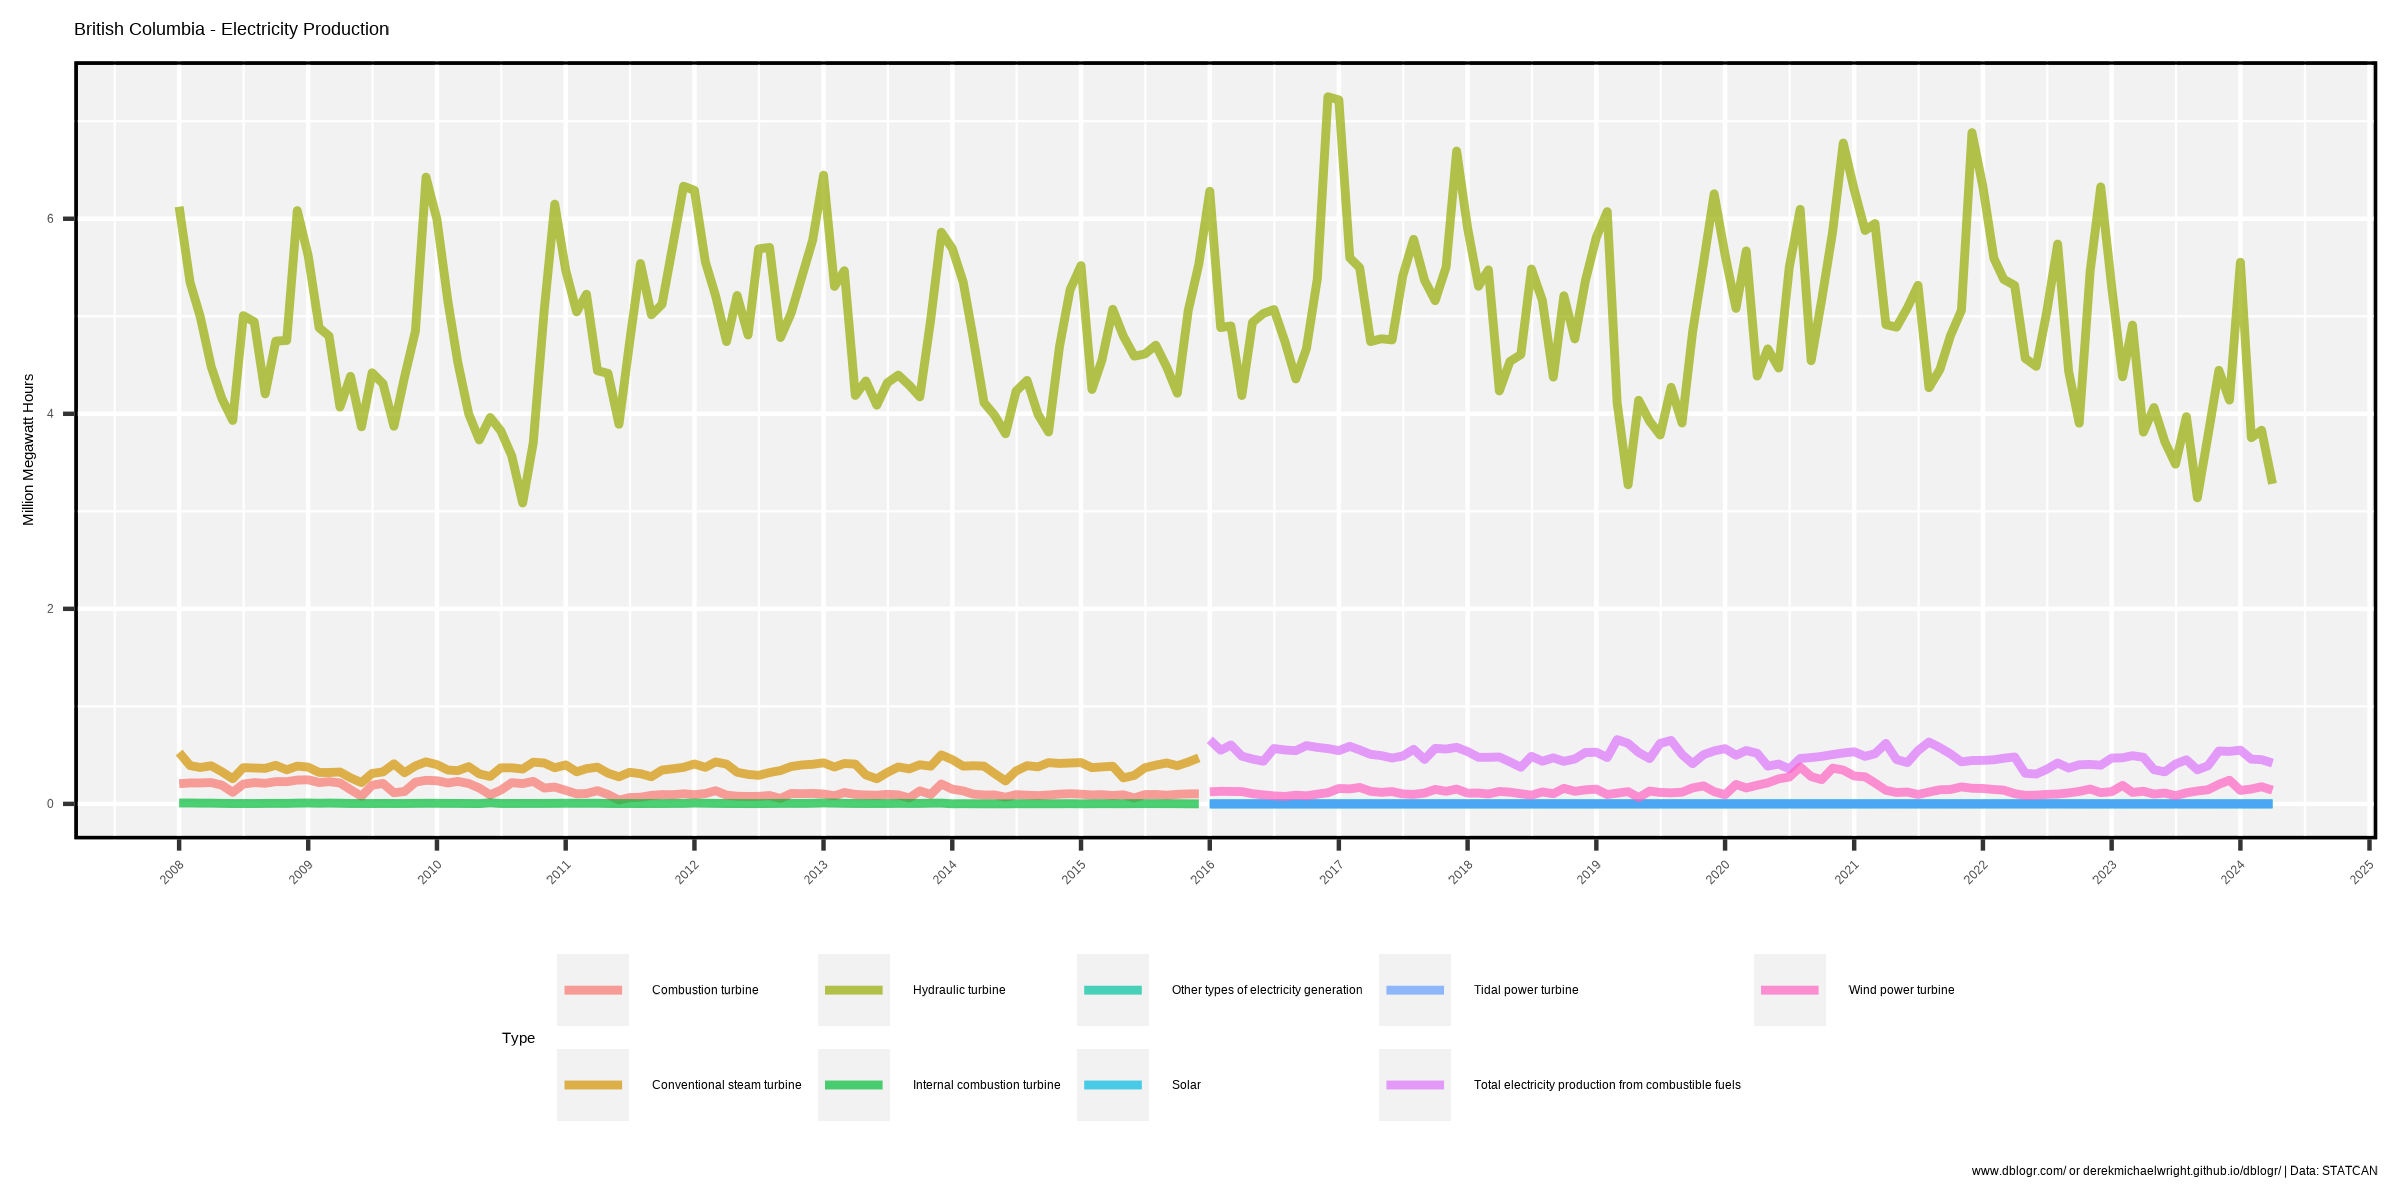 British Columbia - Electricity Production
Million Megawatt Hours
6
4
2
0
2008 2009 2010 2011 2012 2013 2014 2015 2016 2017 2018 2019 2020 2021 2022 2023 2024 2025
Type
Combustion turbine Hydraulic turbine Other types of electricity generation Tidal power turbine Wind power turbine
Conventional steam turbine Internal combustion turbine Solar Total electricity production from combustible fuels
www.dblogr.com/ or derekmichaelwright.github.io/dblogr/ | Data: STATCAN